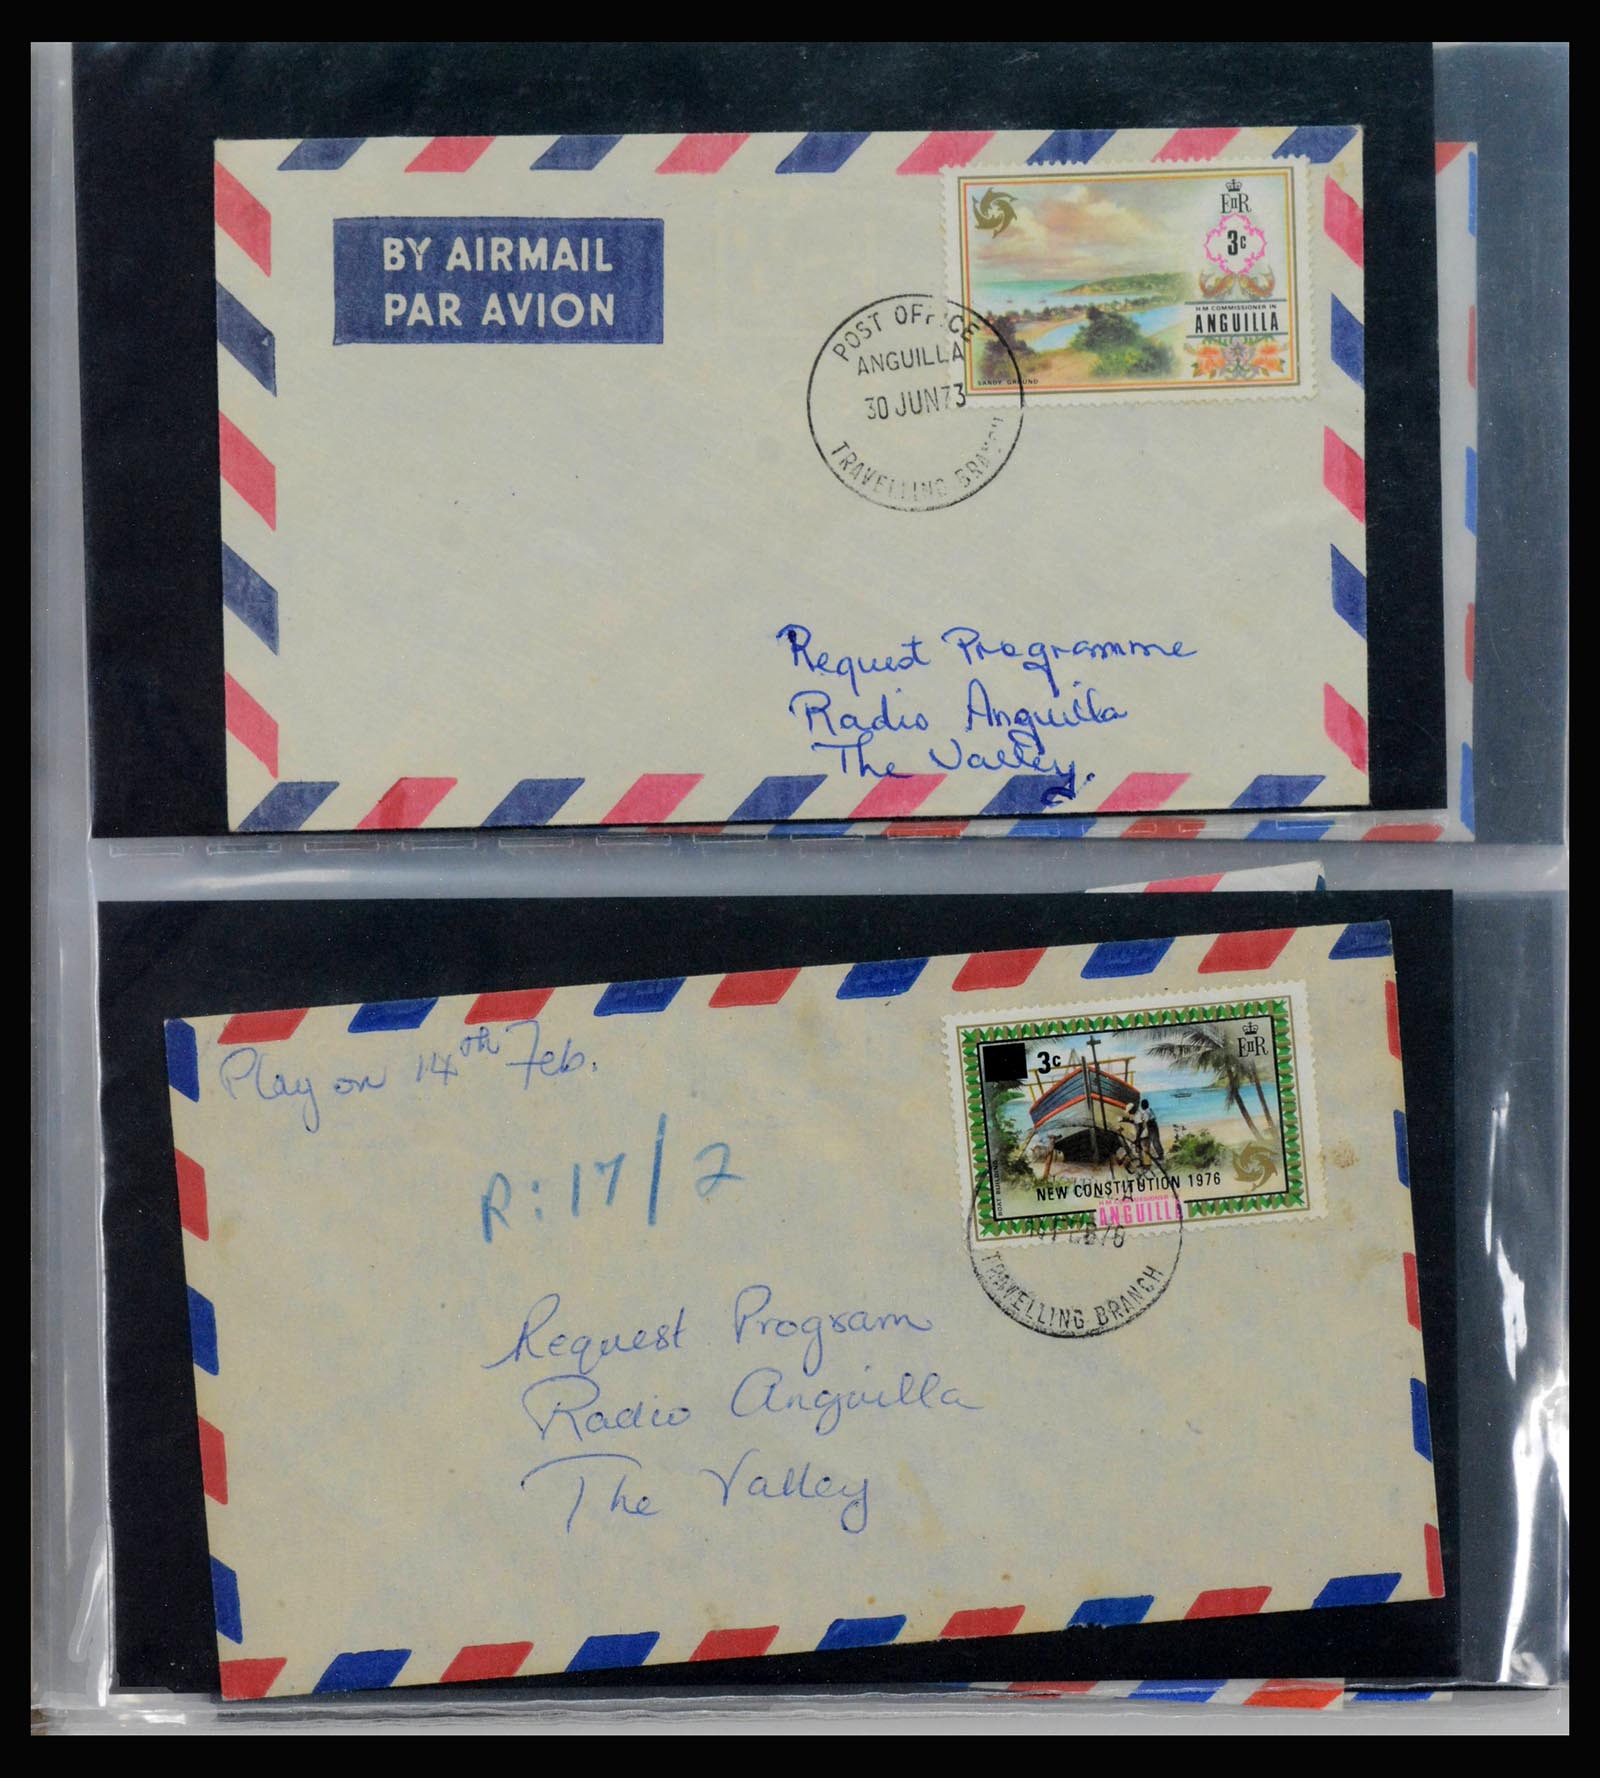 BY AIRMAIL
PAR AVION
EIIR
3c
H M COMMISSIONER IN
ANGUILLA
SANDY GROUND
POST OFFICE
ANGUILLA
30 JUN 73
TRAVELLING BRANCH
Request Programme
Radio Anguilla
The Valley.
Play on 14th Feb.
R: 17/2
3c
EIIR
BOAT BUILDING
NEW CONSTITUTION 1976
H M COMMISSIONER IN
ANGUILLA
TRAVELLING BRANCH
Request Program
Radio Anguilla
The Valley